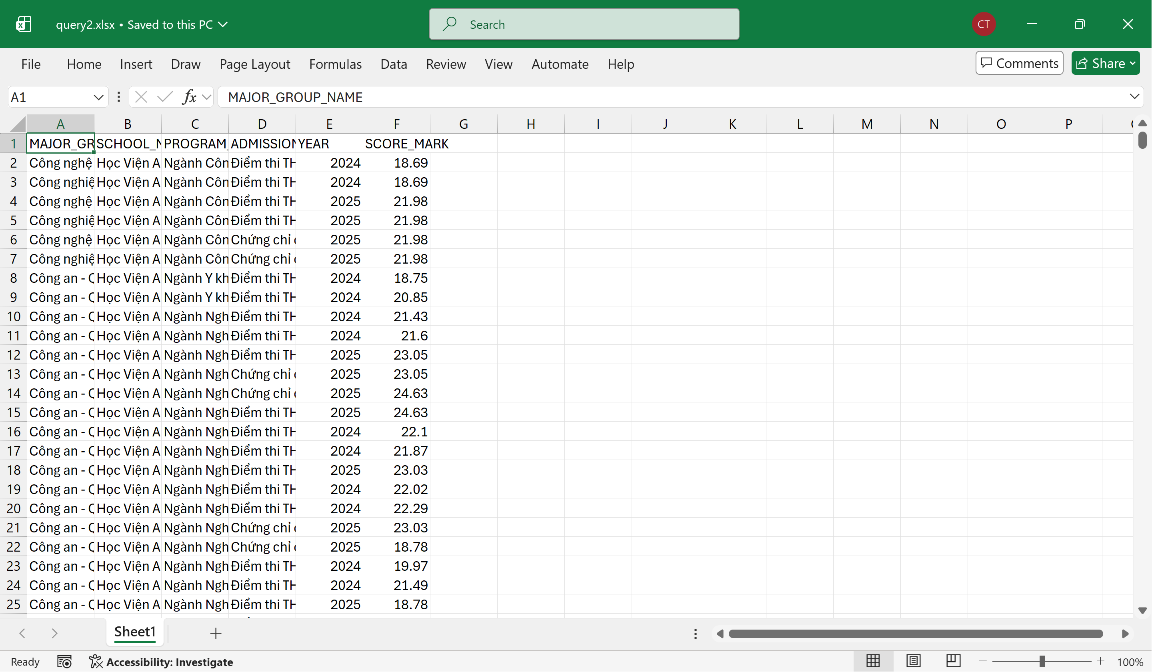 query2.xlsx • Saved to this PC
Search
CT
File Home Insert Draw Page Layout Formulas Data Review View Automate Help
Comments Share
A1 fx MAJOR_GROUP_NAME
A B C D E F G H I J K L M N O P
1 MAJOR_GR SCHOOL_N PROGRAM ADMISSION YEAR SCORE_MARK
2 Công nghệ Học Viện A Ngành Côn Điểm thi TH 2024 18.69
3 Công nghiệ Học Viện A Ngành Côn Điểm thi TH 2024 18.69
4 Công nghệ Học Viện A Ngành Côn Điểm thi TH 2025 21.98
5 Công nghiệ Học Viện A Ngành Côn Điểm thi TH 2025 21.98
6 Công nghệ Học Viện A Ngành Côn Chứng chỉ 2025 21.98
7 Công nghiệ Học Viện A Ngành Côn Chứng chỉ 2025 21.98
8 Công an - Học Viện A Ngành Y kh Điểm thi TH 2024 18.75
9 Công an - Học Viện A Ngành Y kh Điểm thi TH 2024 20.85
10 Công an - Học Viện A Ngành Ngh Điểm thi TH 2024 21.43
11 Công an - Học Viện A Ngành Ngh Điểm thi TH 2024 21.6
12 Công an - Học Viện A Ngành Ngh Điểm thi TH 2025 23.05
13 Công an - Học Viện A Ngành Ngh Chứng chỉ 2025 23.05
14 Công an - Học Viện A Ngành Ngh Chứng chỉ 2025 24.63
15 Công an - Học Viện A Ngành Ngh Điểm thi TH 2025 24.63
16 Công an - Học Viện A Ngành Ngh Điểm thi TH 2024 22.1
17 Công an - Học Viện A Ngành Ngh Điểm thi TH 2024 21.87
18 Công an - Học Viện A Ngành Ngh Điểm thi TH 2025 23.03
19 Công an - Học Viện A Ngành Ngh Điểm thi TH 2024 22.02
20 Công an - Học Viện A Ngành Ngh Điểm thi TH 2024 22.29
21 Công an - Học Viện A Ngành Ngh Chứng chỉ 2025 23.03
22 Công an - Học Viện A Ngành Ngh Chứng chỉ 2025 18.78
23 Công an - Học Viện A Ngành Ngh Điểm thi TH 2024 19.97
24 Công an - Học Viện A Ngành Ngh Điểm thi TH 2024 21.49
25 Công an - Học Viện A Ngành Ngh Điểm thi TH 2025 18.78
Sheet1
Ready Accessibility: Investigate 100%